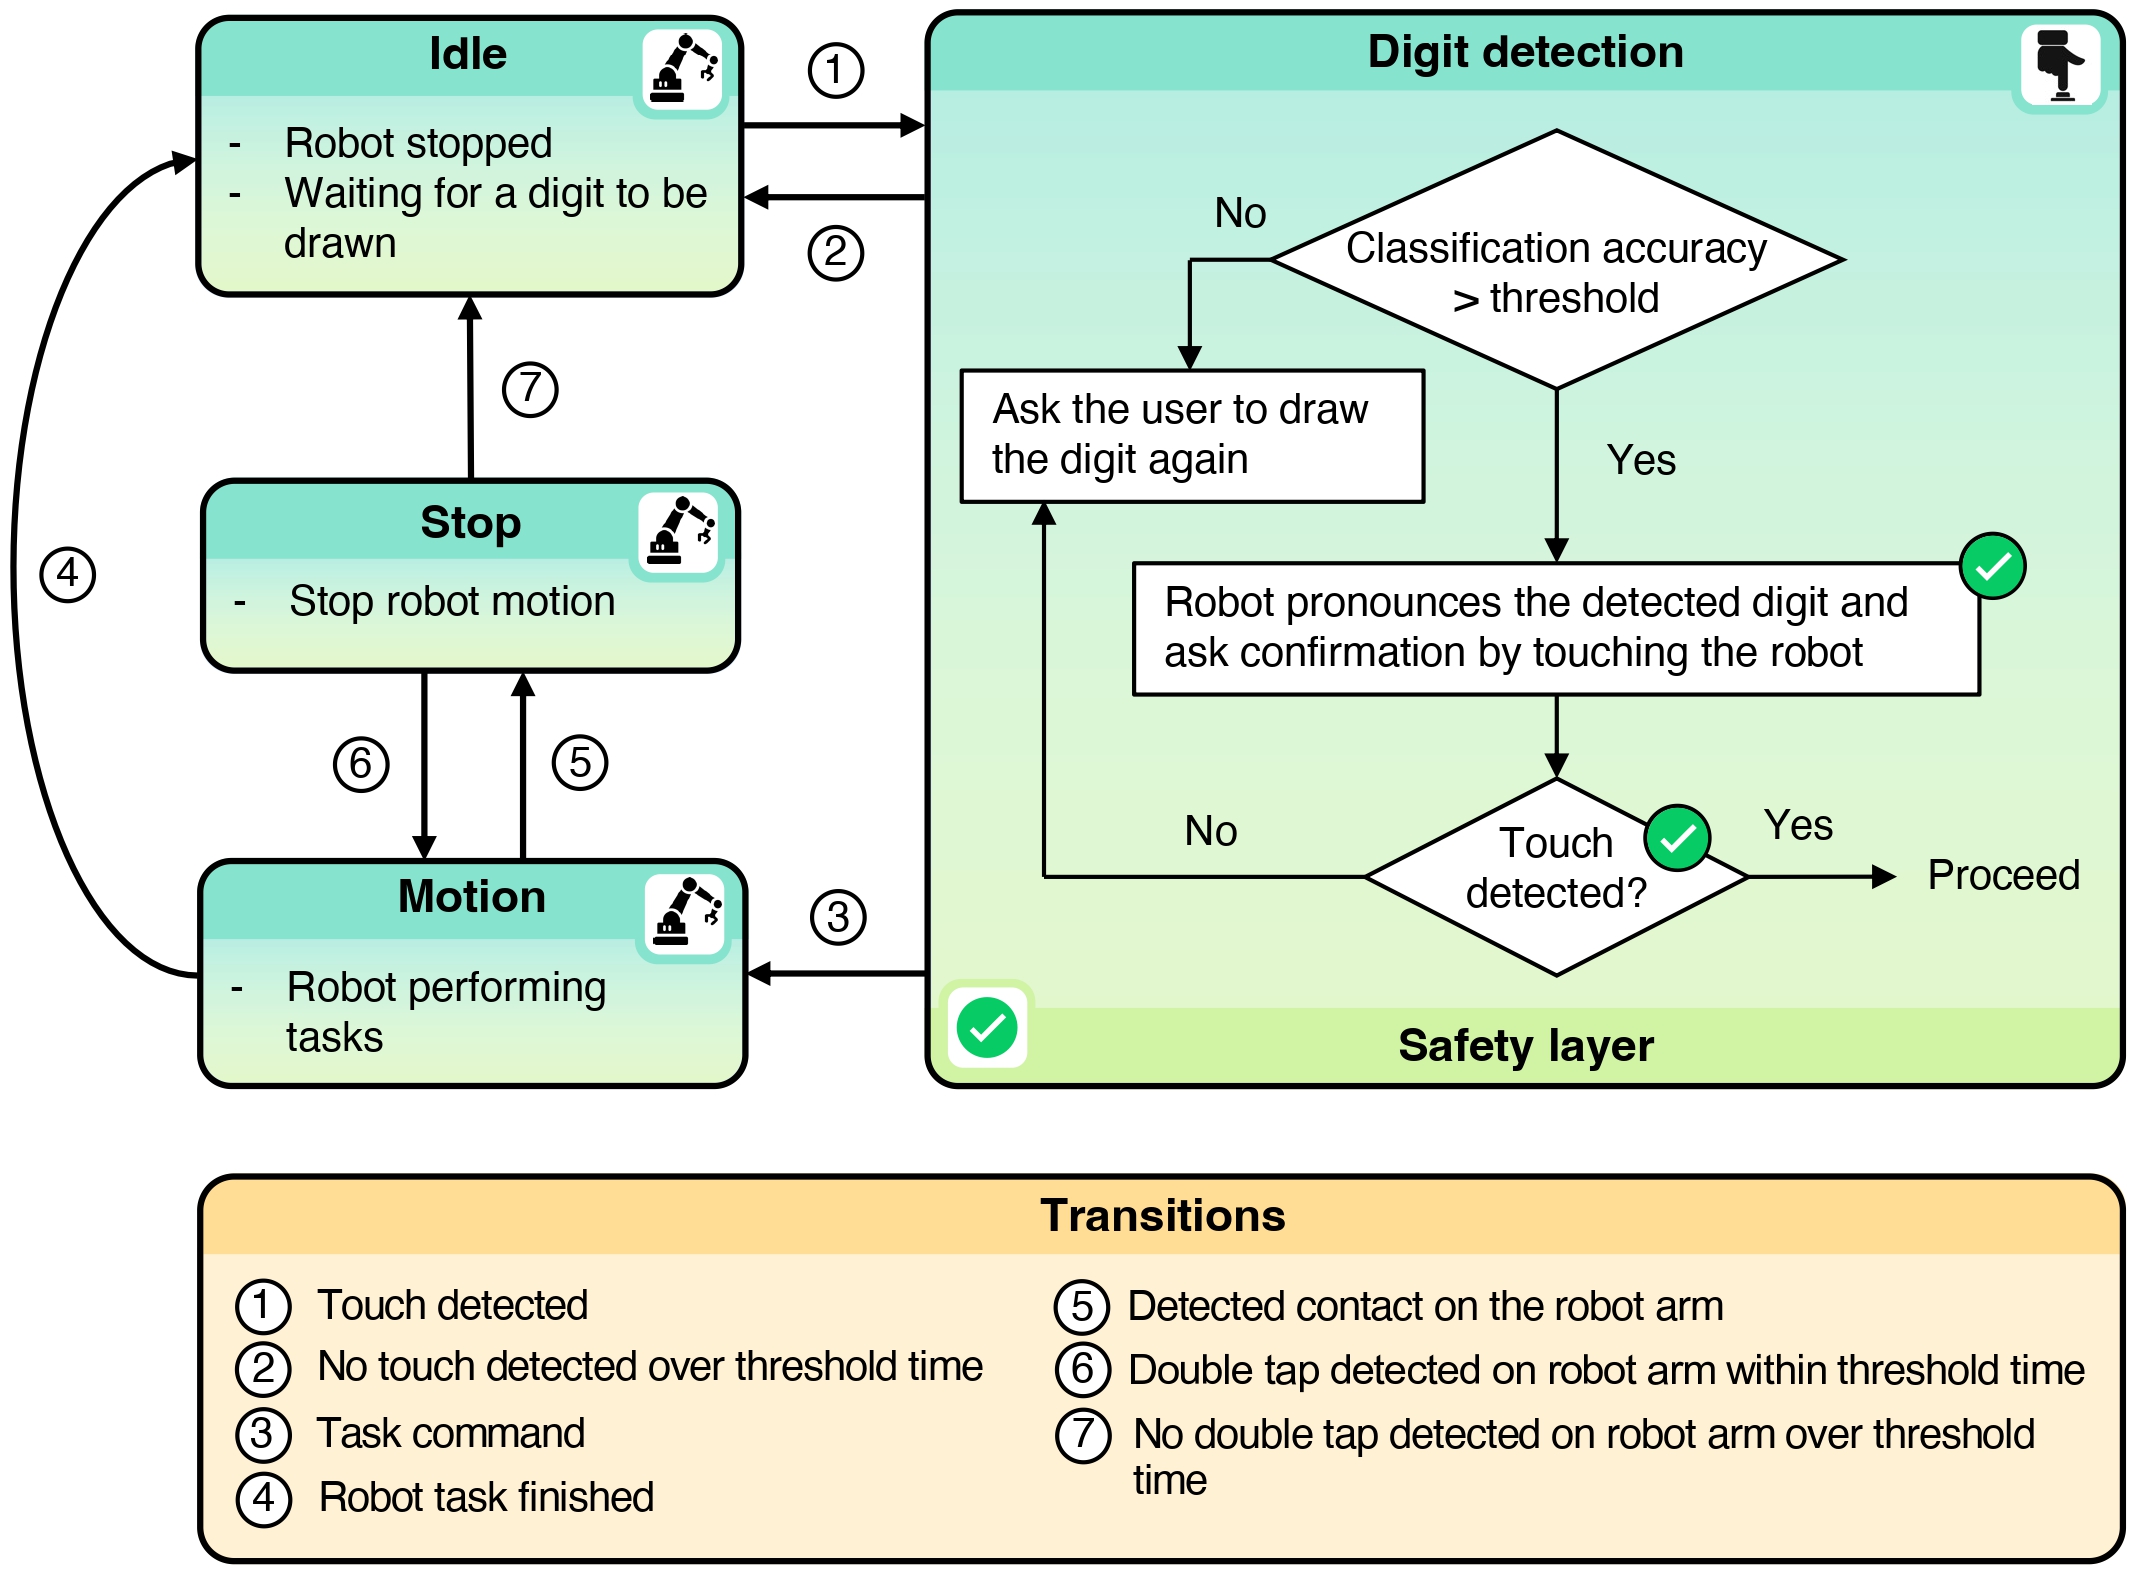 Idle
- Robot stopped
- Waiting for a digit to be
drawn
1
2
7
Stop
- Stop robot motion
4
6
5
Motion
- Robot performing
tasks
3
Digit detection
Classification accuracy
> threshold
No
Yes
Ask the user to draw
the digit again
Robot pronounces the detected digit and
ask confirmation by touching the robot
Touch
detected?
No
Yes
Proceed
Safety layer
Transitions
1 Touch detected
2 No touch detected over threshold time
3 Task command
4 Robot task finished
5 Detected contact on the robot arm
6 Double tap detected on robot arm within threshold time
7 No double tap detected on robot arm over threshold
time